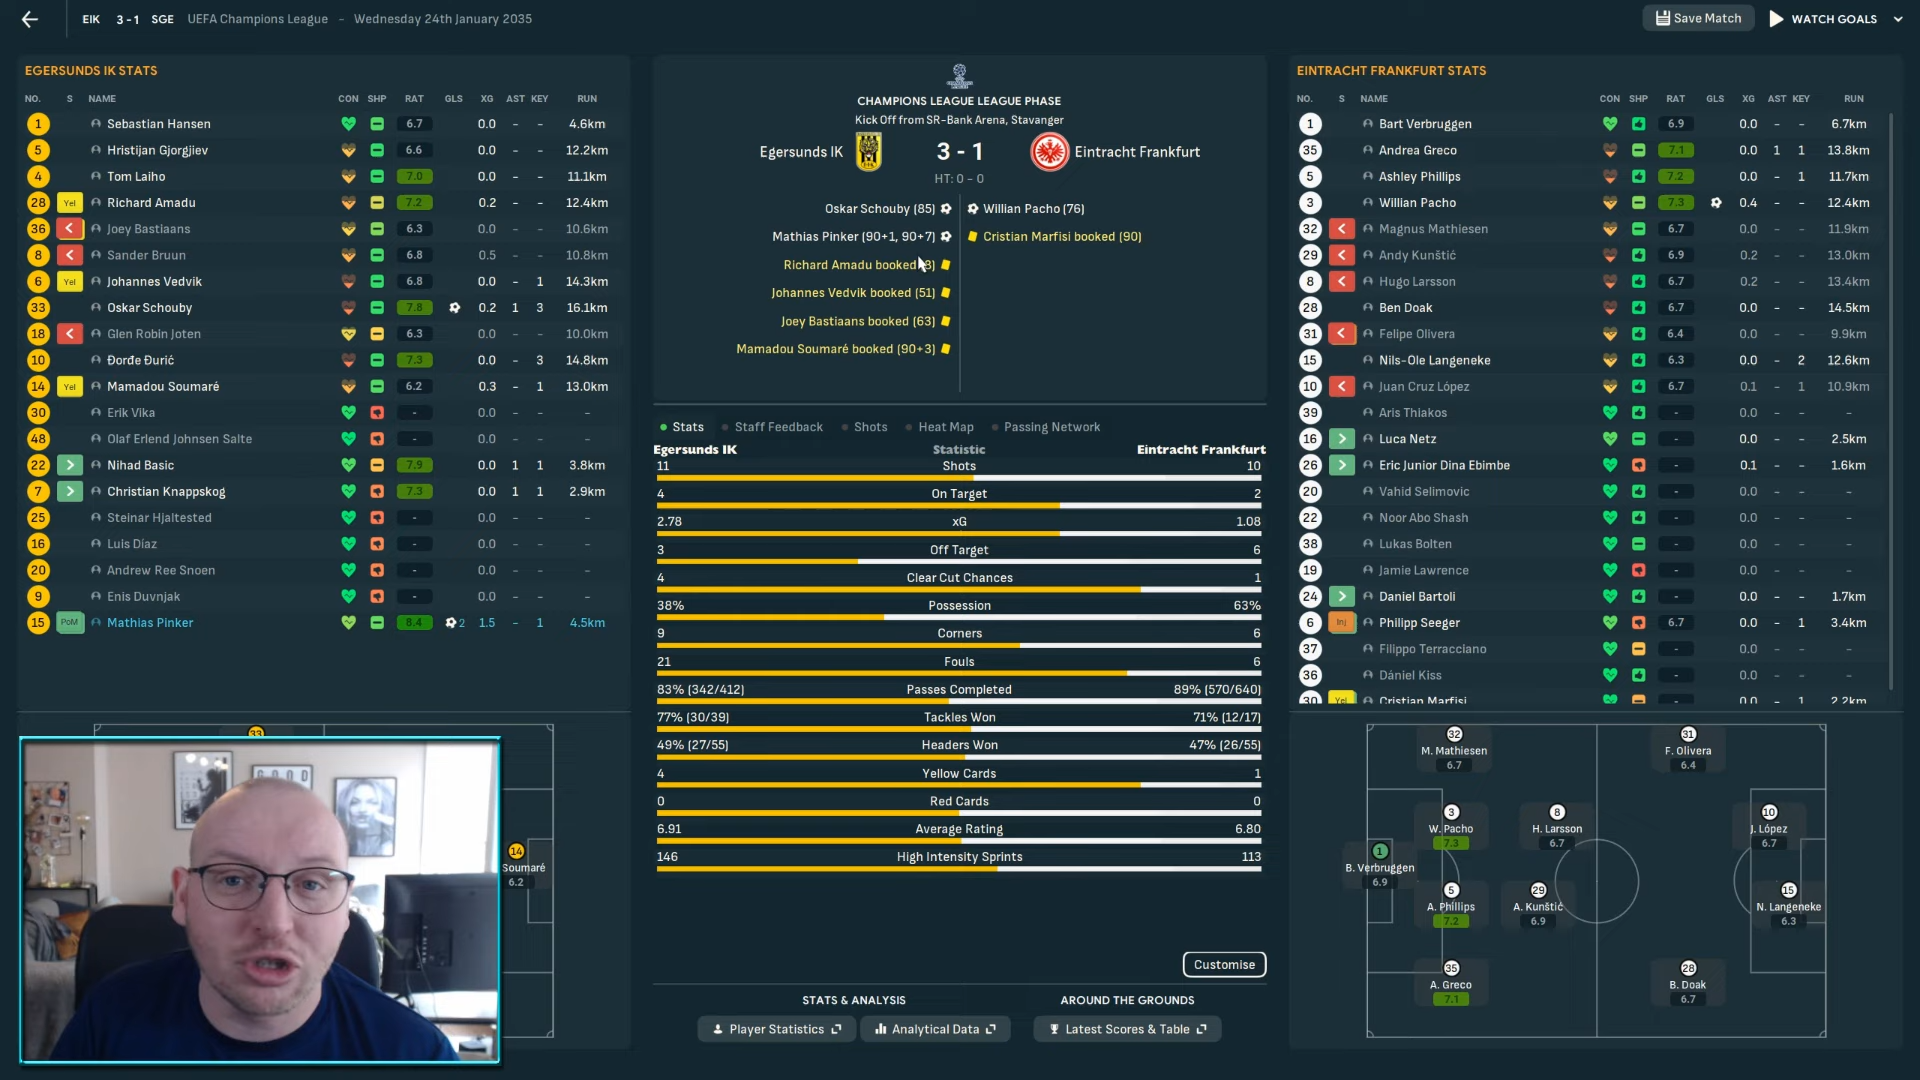 EIK 3 - 1 SGE UEFA Champions League - Wednesday 24th January 2035
Save Match WATCH GOALS
EGERSUNDS IK STATS
NO. S NAME CON SHP RAT GLS XG AST KEY RUN
1 Sebastian Hansen 6.7 0.0 - - 4.6km
5 Hristijan Gjorgjiev 6.6 0.0 - - 12.2km
4 Tom Laiho 7.0 0.0 - - 11.1km
28 Yel Richard Amadu 7.2 0.2 - - 12.4km
36 Joey Bastiaans 6.3 0.0 - - 10.6km
8 Sander Bruun 6.8 0.5 - - 10.8km
6 Yel Johannes Vedvik 6.8 0.0 - 1 14.3km
33 Oskar Schouby 7.8 0.2 1 3 16.1km
18 Glen Robin Joten 6.3 0.0 - - 10.0km
10 Đorđe Đurić 7.3 0.0 - 3 14.8km
14 Yel Mamadou Soumaré 6.2 0.3 - 1 13.0km
30 Erik Vika - 0.0 - - -
48 Olaf Erlend Johnsen Salte - 0.0 - - -
22 Nihad Basic 7.9 0.0 1 1 3.8km
7 Christian Knappskog 7.3 0.0 1 1 2.9km
25 Steinar Hjaltested - 0.0 - - -
16 Luis Díaz - 0.0 - - -
20 Andrew Ree Snoen - 0.0 - - -
9 Enis Duvnjak - 0.0 - - -
15 PoM Mathias Pinker 8.4 2 1.5 - 1 4.5km
33
14
Soumaré
6.2
GOOD
CHAMPIONS LEAGUE LEAGUE PHASE
Kick Off from SR-Bank Arena, Stavanger
Egersunds IK 3 - 1 Eintracht Frankfurt
HT: 0 - 0
Oskar Schouby (85) Willian Pacho (76)
Mathias Pinker (90+1, 90+7) Cristian Marfisi booked (90)
Richard Amadu booked 8)
Johannes Vedvik booked (51)
Joey Bastiaans booked (63)
Mamadou Soumaré booked (90+3)
Stats Staff Feedback Shots Heat Map Passing Network
Egersunds IK Statistic Eintracht Frankfurt
11 Shots 10
4 On Target 2
2.78 xG 1.08
3 Off Target 6
4 Clear Cut Chances 1
38% Possession 63%
9 Corners 6
21 Fouls 6
83% (342/412) Passes Completed 89% (570/640)
77% (30/39) Tackles Won 71% (12/17)
49% (27/55) Headers Won 47% (26/55)
4 Yellow Cards 1
0 Red Cards 0
6.91 Average Rating 6.80
146 High Intensity Sprints 113
Customise
STATS & ANALYSIS AROUND THE GROUNDS
Player Statistics Analytical Data Latest Scores & Table
EINTRACHT FRANKFURT STATS
NO. S NAME CON SHP RAT GLS XG AST KEY RUN
1 Bart Verbruggen 6.9 0.0 - - 6.7km
35 Andrea Greco 7.1 0.0 1 1 13.8km
5 Ashley Phillips 7.2 0.0 - 1 11.7km
3 Willian Pacho 7.3 0.4 - - 12.4km
32 Magnus Mathiesen 6.7 0.0 - - 11.9km
29 Andy Kunštić 6.9 0.2 - - 13.0km
8 Hugo Larsson 6.7 0.2 - - 13.4km
28 Ben Doak 6.7 0.0 - - 14.5km
31 Felipe Olivera 6.4 0.0 - - 9.9km
15 Nils-Ole Langeneke 6.3 0.0 - 2 12.6km
10 Juan Cruz López 6.7 0.1 - 1 10.9km
39 Aris Thiakos - 0.0 - - -
16 Luca Netz - 0.0 - - 2.5km
26 Eric Junior Dina Ebimbe - 0.1 - - 1.6km
20 Vahid Selimovic - 0.0 - - -
22 Noor Abo Shash - 0.0 - - -
38 Lukas Bolten - 0.0 - - -
19 Jamie Lawrence - 0.0 - - -
24 Daniel Bartoli - 0.0 - - 1.7km
6 Inj Philipp Seeger 6.7 0.0 - 1 3.4km
37 Filippo Terracciano - 0.0 - - -
36 Dániel Kiss - 0.0 - - -
30 Yel Cristian Marfisi - 0.0 - 1 2.2km
32 31
M. Mathiesen F. Olivera
6.7 6.4
3 8 10
W. Pacho H. Larsson J. López
7.3 6.7 6.7
1
B. Verbruggen
6.9
5 29 15
A. Phillips A. Kunštić N. Langeneke
7.2 6.9 6.3
35 28
A. Greco B. Doak
7.1 6.7